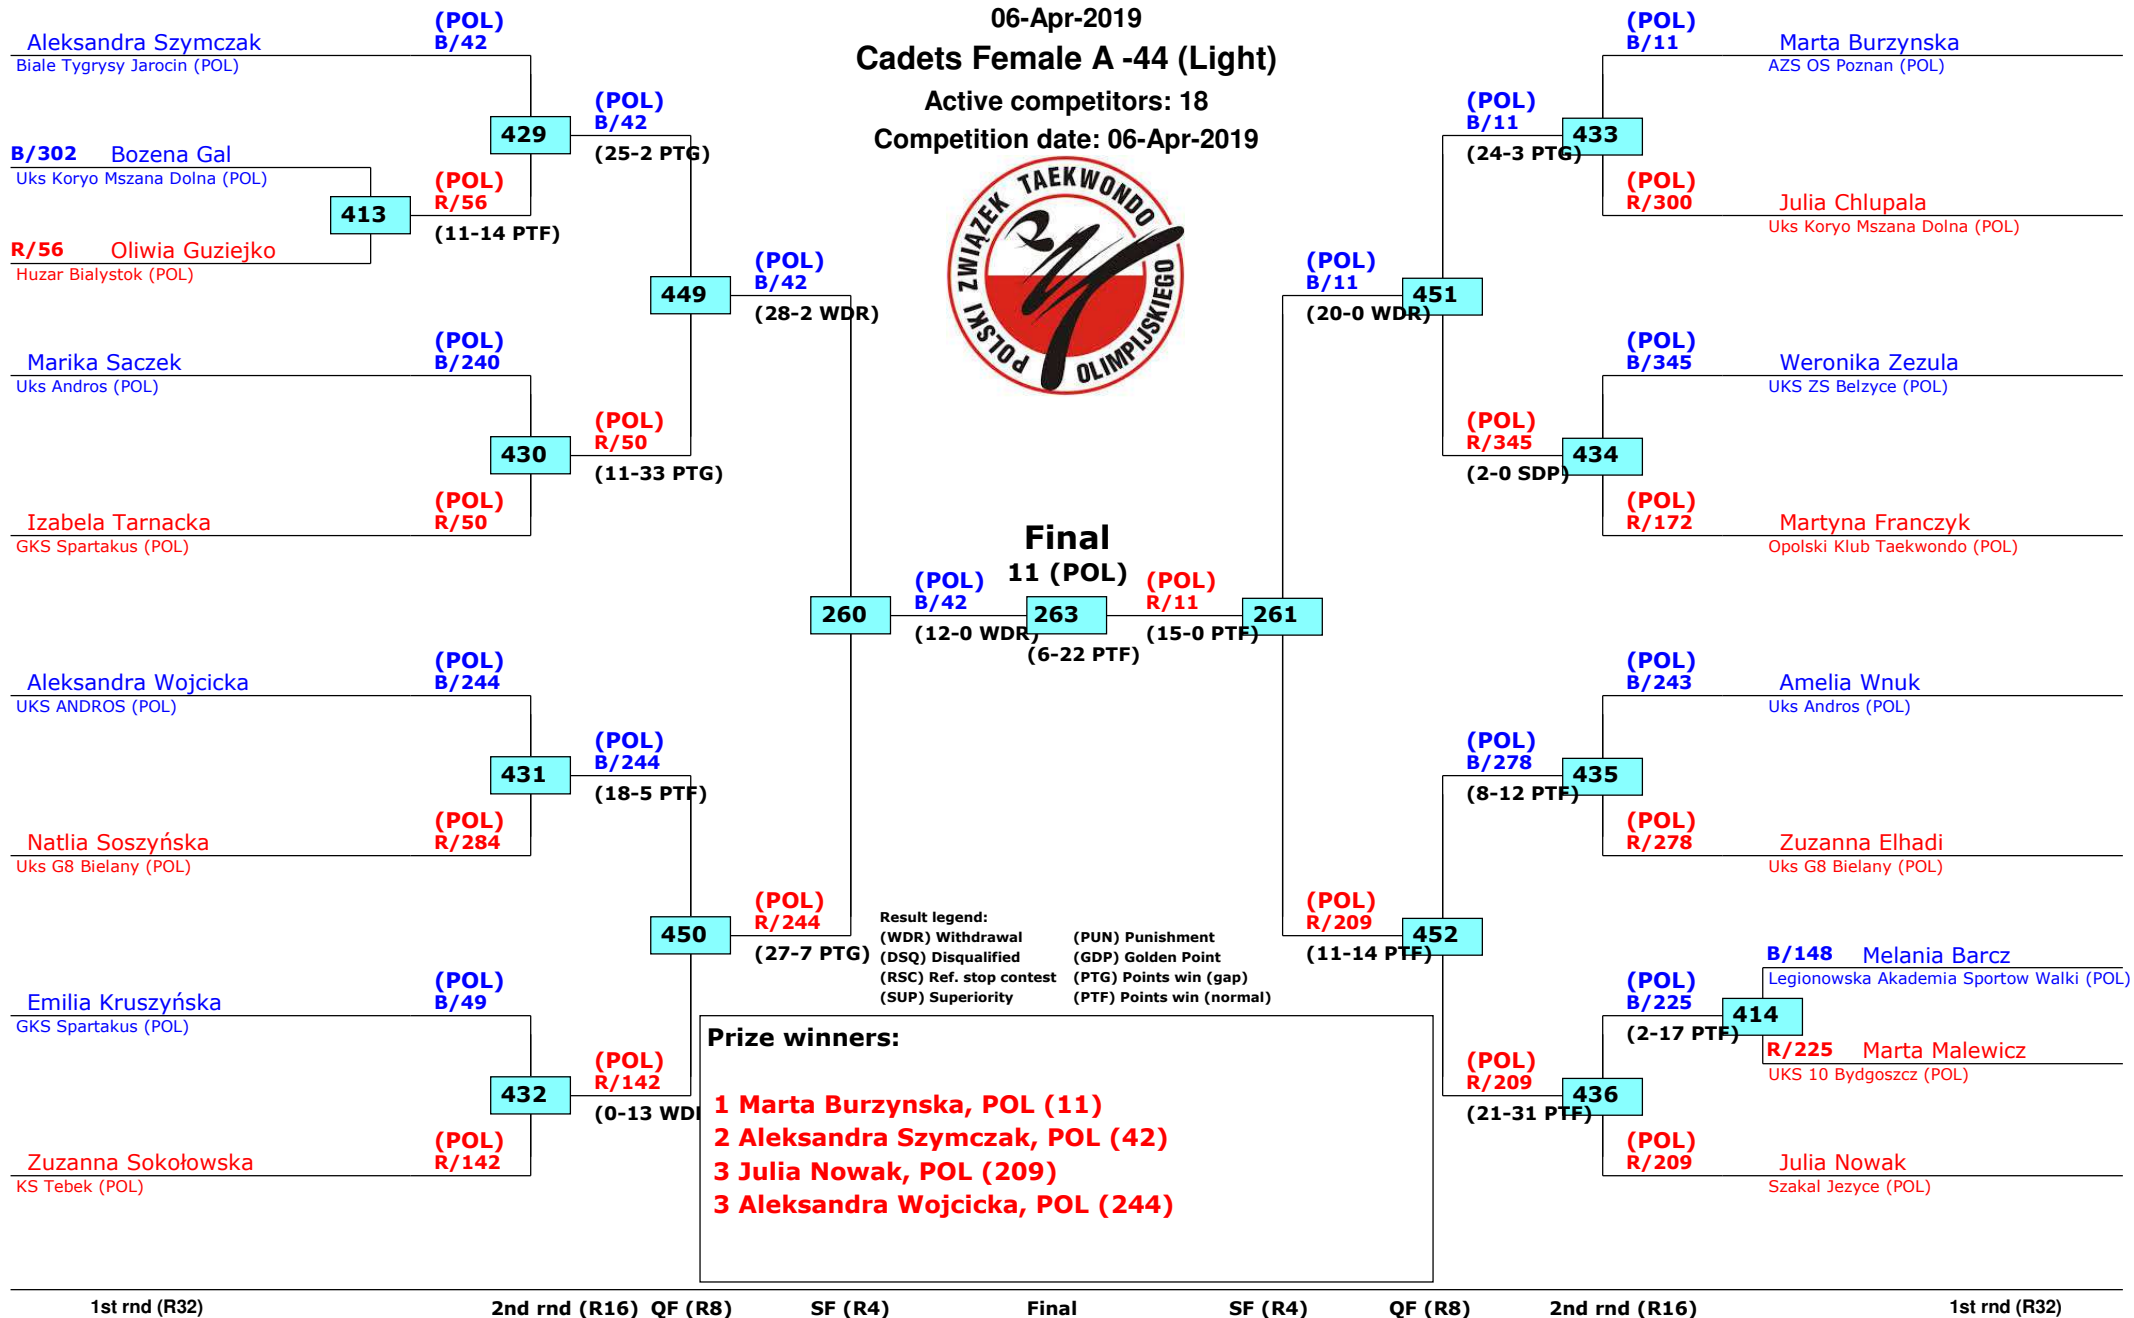 06-Apr-2019
Cadets Female A -44 (Light)
Active competitors: 18
Competition date: 06-Apr-2019
POLSKI ZWIĄZEK TAEKWONDO OLIMPIJSKIEGO
(POL)
B/42
Aleksandra Szymczak
Biale Tygrysy Jarocin (POL)
B/302 Bozena Gal
Uks Koryo Mszana Dolna (POL)
413
R/56 Oliwia Guziejko
Huzar Bialystok (POL)
(POL)
R/56
(11-14 PTF)
429
(POL)
B/42
(25-2 PTG)
Marika Saczek
Uks Andros (POL)
(POL)
B/240
430
Izabela Tarnacka
GKS Spartakus (POL)
(POL)
R/50
(POL)
R/50
(11-33 PTG)
449
(POL)
B/42
(28-2 WDR)
Aleksandra Wojcicka
UKS ANDROS (POL)
(POL)
B/244
431
Natlia Soszyńska
Uks G8 Bielany (POL)
(POL)
R/284
(POL)
B/244
(18-5 PTF)
Emilia Kruszyńska
GKS Spartakus (POL)
(POL)
B/49
432
Zuzanna Sokołowska
KS Tebek (POL)
(POL)
R/142
(POL)
R/142
(0-13 WD
450
(POL)
R/244
(27-7 PTG)
260
(POL)
B/42
(12-0 WDR)
Final
11 (POL)
263
(6-22 PTF)
(POL)
R/11
(15-0 PTF)
261
(POL)
B/11
(20-0 WDR)
451
(POL)
B/11
(24-3 PTG)
433
(POL)
B/11
Marta Burzynska
AZS OS Poznan (POL)
(POL)
R/300
Julia Chlupala
Uks Koryo Mszana Dolna (POL)
(POL)
R/345
(2-0 SDP)
434
(POL)
B/345
Weronika Zezula
UKS ZS Belzyce (POL)
(POL)
R/172
Martyna Franczyk
Opolski Klub Taekwondo (POL)
(POL)
R/209
(11-14 PTF)
452
(POL)
B/278
(8-12 PTF)
435
(POL)
B/243
Amelia Wnuk
Uks Andros (POL)
(POL)
R/278
Zuzanna Elhadi
Uks G8 Bielany (POL)
(POL)
R/209
(21-31 PTF)
436
(POL)
B/225
(2-17 PTF)
414
B/148 Melania Barcz
Legionowska Akademia Sportow Walki (POL)
R/225 Marta Malewicz
UKS 10 Bydgoszcz (POL)
(POL)
R/209
Julia Nowak
Szakal Jezyce (POL)
Result legend:
(WDR) Withdrawal (PUN) Punishment
(DSQ) Disqualified (GDP) Golden Point
(RSC) Ref. stop contest (PTG) Points win (gap)
(SUP) Superiority (PTF) Points win (normal)
Prize winners:
1 Marta Burzynska, POL (11)
2 Aleksandra Szymczak, POL (42)
3 Julia Nowak, POL (209)
3 Aleksandra Wojcicka, POL (244)
1st rnd (R32) 2nd rnd (R16) QF (R8) SF (R4) Final SF (R4) QF (R8) 2nd rnd (R16) 1st rnd (R32)